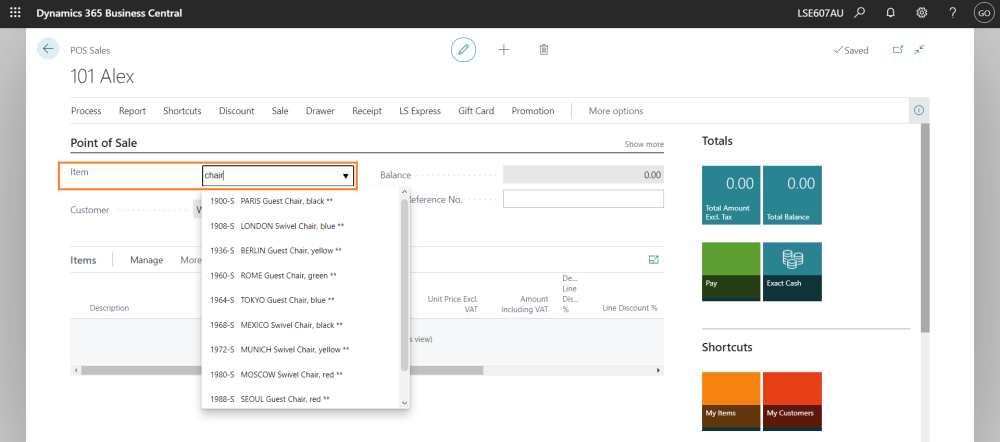 Dynamics 365 Business Central
LSE607AU
?
GO
POS Sales
Saved
101 Alex
Process Report Shortcuts Discount Sale Drawer Receipt LS Express Gift Card Promotion More options
Point of Sale
Show more
Item
chair
Balance
0.00
Customer
W
eference No.
1900-S PARIS Guest Chair, black **
1908-S LONDON Swivel Chair, blue **
1936-S BERLIN Guest Chair, yellow **
1960-S ROME Guest Chair, green **
1964-S TOKYO Guest Chair, blue **
1968-S MEXICO Swivel Chair, black **
1972-S MUNICH Swivel Chair, yellow **
1980-S MOSCOW Swivel Chair, red **
1988-S SEOUL Guest Chair, red **
Items
Manage
More
Description
Unit Price Excl.
VAT
Amount
Including VAT
De...
Line
Dis...
%
Line Discount %
s view)
Totals
0.00
Total Amount
Excl. Tax
0.00
Total Balance
Pay
Exact Cash
Shortcuts
My Items
My Customers